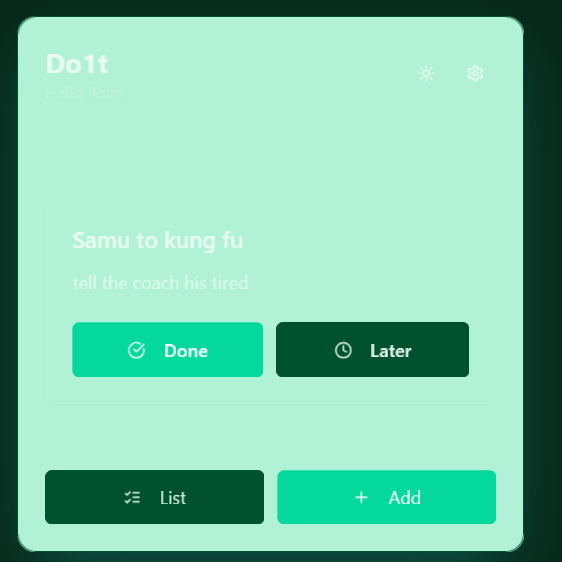 Do1t
Hello, Tom!
Samu to kung fu
tell the coach his tired
Done
Later
List
Add